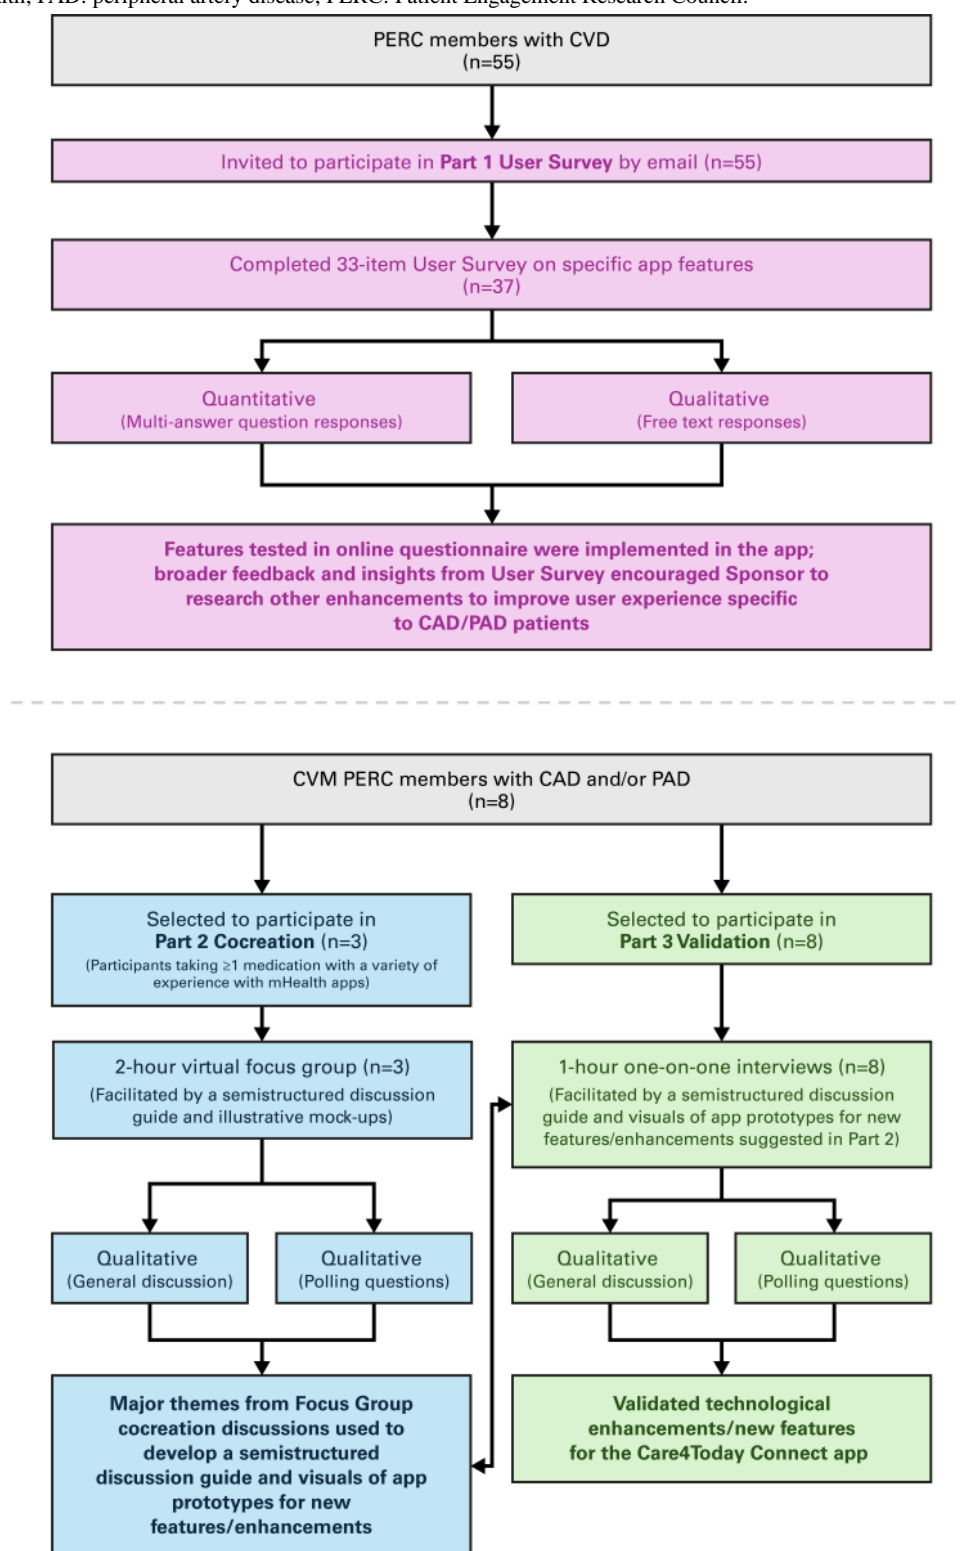 PAD: peripheral artery disease; PERC: Patient Engagement Research Council.
PERC members with CVD
(n=55)
Invited to participate in Part 1 User Survey by email (n=55)
Completed 33-item User Survey on specific app features
(n=37)
Quantitative
(Multi-answer question responses)
Qualitative
(Free text responses)
Features tested in online questionnaire were implemented in the app;
broader feedback and insights from User Survey encouraged Sponsor to
research other enhancements to improve user experience specific
to CAD/PAD patients
CVM PERC members with CAD and/or PAD
(n=8)
Selected to participate in
Part 2 Cocreation (n=3)
(Participants taking ≥1 medication with a variety of
experience with mHealth apps)
Selected to participate in
Part 3 Validation (n=8)
2-hour virtual focus group (n=3)
(Facilitated by a semistructured discussion
guide and illustrative mock-ups)
1-hour one-on-one interviews (n=8)
(Facilitated by a semistructured discussion
guide and visuals of app prototypes for new
features/enhancements suggested in Part 2)
Qualitative
(General discussion)
Qualitative
(Polling questions)
Qualitative
(General discussion)
Qualitative
(Polling questions)
Major themes from Focus Group
cocreation discussions used to
develop a semistructured
discussion guide and visuals of app
prototypes for new
features/enhancements
Validated technological
enhancements/new features
for the Care4Today Connect app